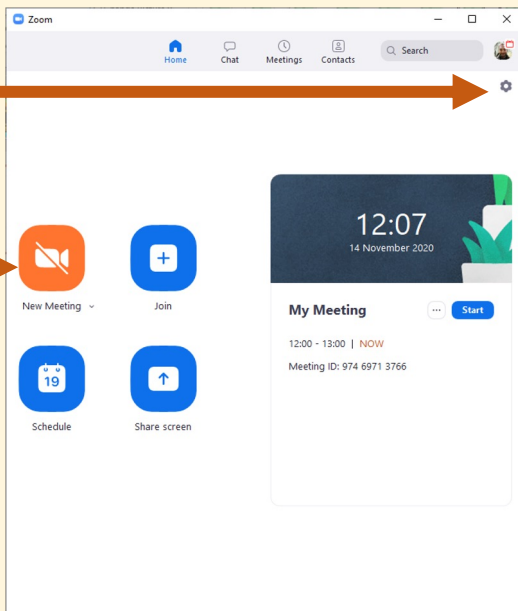 Zoom
Home
Chat
Meetings
Contacts
Search
12:07
14 November 2020
New Meeting
Join
My Meeting
Start
12:00 - 13:00 | NOW
Meeting ID: 974 6971 3766
19
Schedule
Share screen